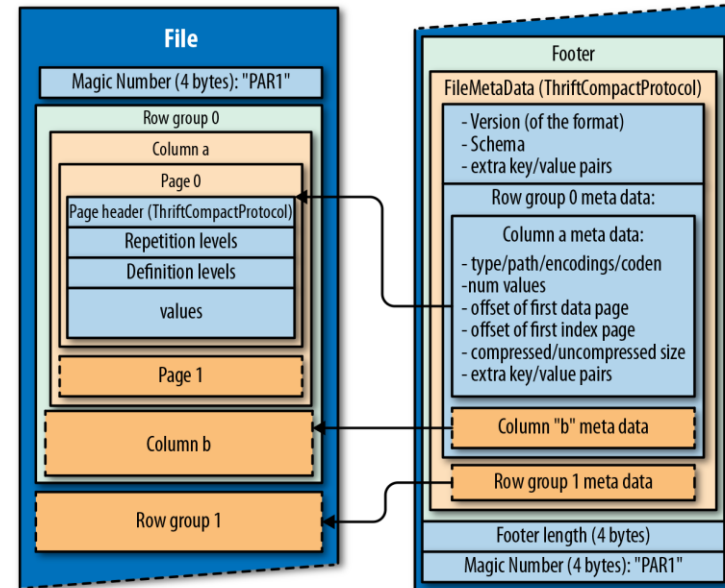 File
Magic Number (4 bytes): "PAR1"
Row group 0
Column a
Page 0
Page header (ThriftCompactProtocol)
Repetition levels
Definition levels
values
Page 1
Column b
Row group 1
Footer
FileMetaData (ThriftCompactProtocol)
- Version (of the format)
- Schema
- extra key/value pairs
Row group 0 meta data:
Column a meta data:
- type/path/encodings/coden
-num values
- offset of first data page
- offset of first index page
- compressed/uncompressed size
- extra key/value pairs
Column "b" meta data
Row group 1 meta data
Footer length (4 bytes)
Magic Number (4 bytes): "PAR1"